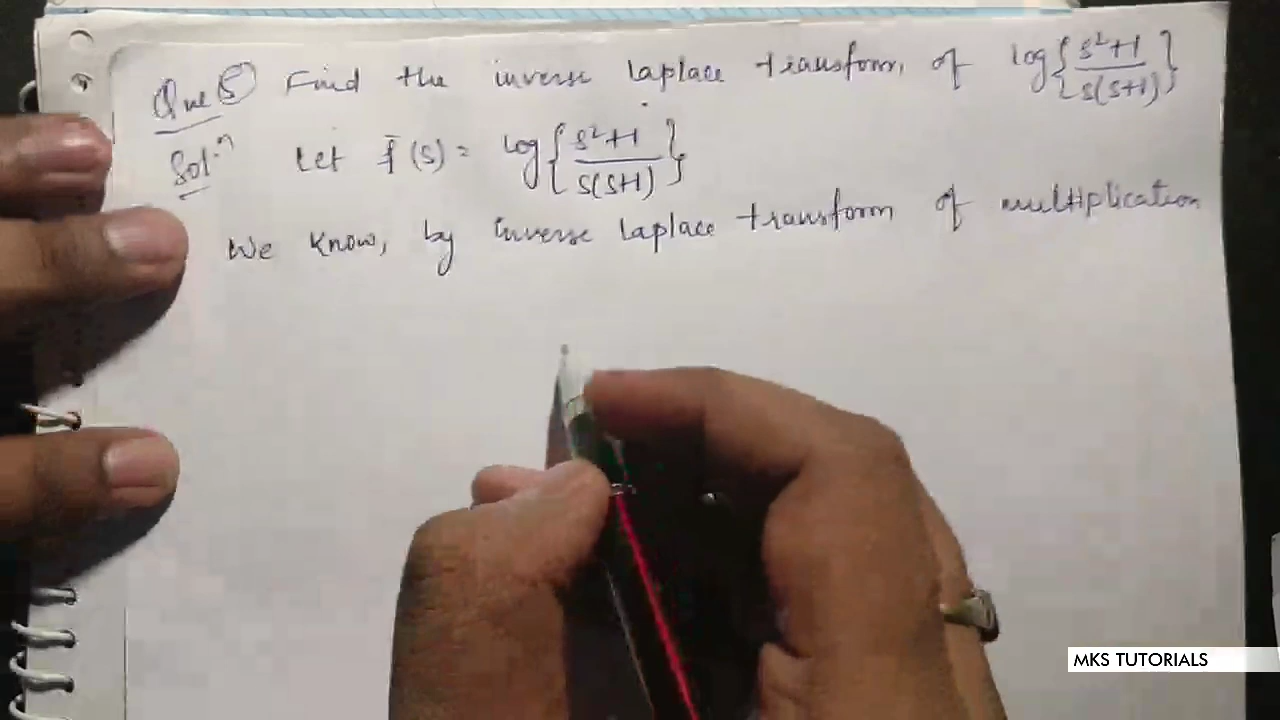 Que 5 Find the inverse laplace transform of log{s²+1/s(s+1)}
Sol.ⁿ Let f̄(s) = log{s²+1/s(s+1)}
We know, by inverse laplace transform of multiplication
MKS TUTORIALS